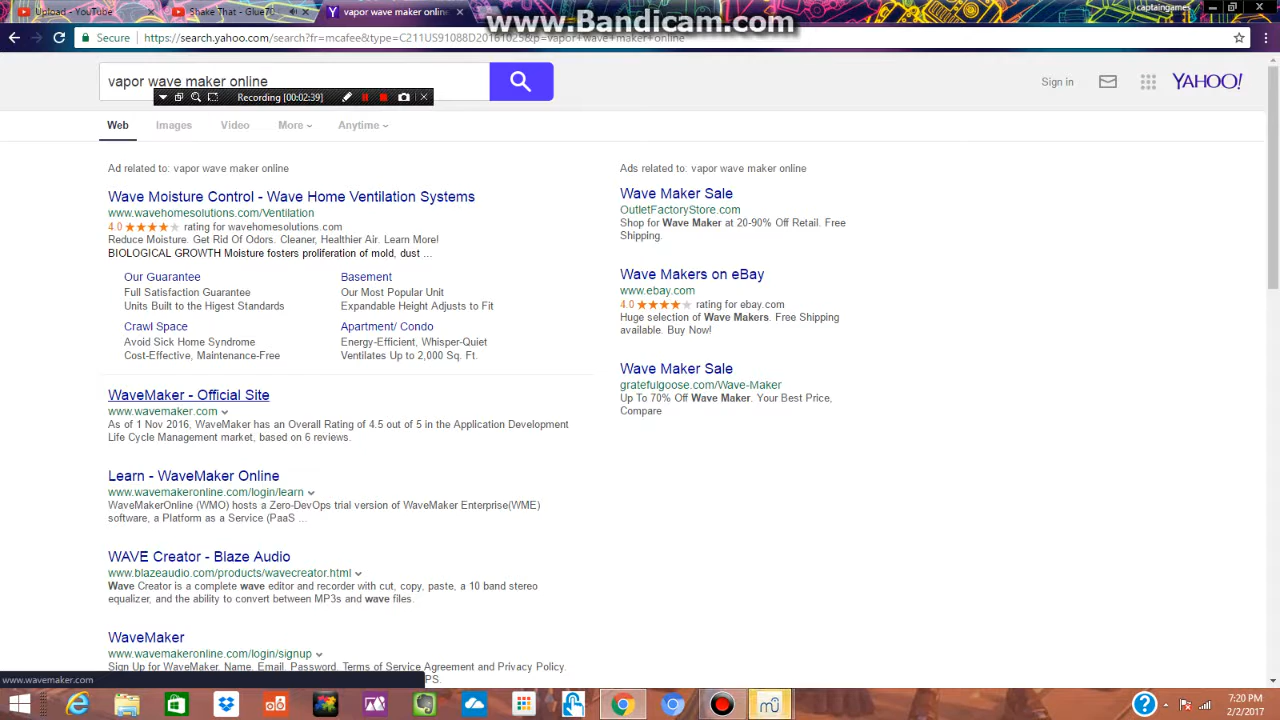 Upload - YouTube
Shake That - Glue70
vapor wave maker onlin
www.Bandicam.com
captaingames
Secure
https://search.yahoo.com/search?fr=mcafee&type=C211US91088D20161025&p=vapor+wave+maker+online
vapor wave maker online
Recording [00:02:39]
Sign in
YAHOO!
Web
Images
Video
More
Anytime
Ad related to: vapor wave maker online
Wave Moisture Control - Wave Home Ventilation Systems
www.wavehomesolutions.com/Ventilation
4.0 ★★★★★ rating for wavehomesolutions.com
Reduce Moisture. Get Rid Of Odors. Cleaner, Healthier Air. Learn More!
BIOLOGICAL GROWTH Moisture fosters proliferation of mold, dust ...
Our Guarantee
Full Satisfaction Guarantee
Units Built to the Higest Standards
Basement
Our Most Popular Unit
Expandable Height Adjusts to Fit
Crawl Space
Avoid Sick Home Syndrome
Cost-Effective, Maintenance-Free
Apartment/ Condo
Energy-Efficient, Whisper-Quiet
Ventilates Up to 2,000 Sq. Ft.
WaveMaker - Official Site
www.wavemaker.com
As of 1 Nov 2016, WaveMaker has an Overall Rating of 4.5 out of 5 in the Application Development
Life Cycle Management market, based on 6 reviews.
Learn - WaveMaker Online
www.wavemakeronline.com/login/learn
WaveMakerOnline (WMO) hosts a Zero-DevOps trial version of WaveMaker Enterprise(WME)
software, a Platform as a Service (PaaS ...
WAVE Creator - Blaze Audio
www.blazeaudio.com/products/wavecreator.html
Wave Creator is a complete wave editor and recorder with cut, copy, paste, a 10 band stereo
equalizer, and the ability to convert between MP3s and wave files.
WaveMaker
www.wavemakeronline.com/login/signup
Sign Up for WaveMaker. Name. Email. Password. Terms of Service Agreement and Privacy Policy.
PS.
Ads related to: vapor wave maker online
Wave Maker Sale
OutletFactoryStore.com
Shop for Wave Maker at 20-90% Off Retail. Free
Shipping.
Wave Makers on eBay
www.ebay.com
4.0 ★★★★★ rating for ebay.com
Huge selection of Wave Makers. Free Shipping
available. Buy Now!
Wave Maker Sale
gratefulgoose.com/Wave-Maker
Up To 70% Off Wave Maker. Your Best Price,
Compare
www.wavemaker.com
7:20 PM
2/2/2017